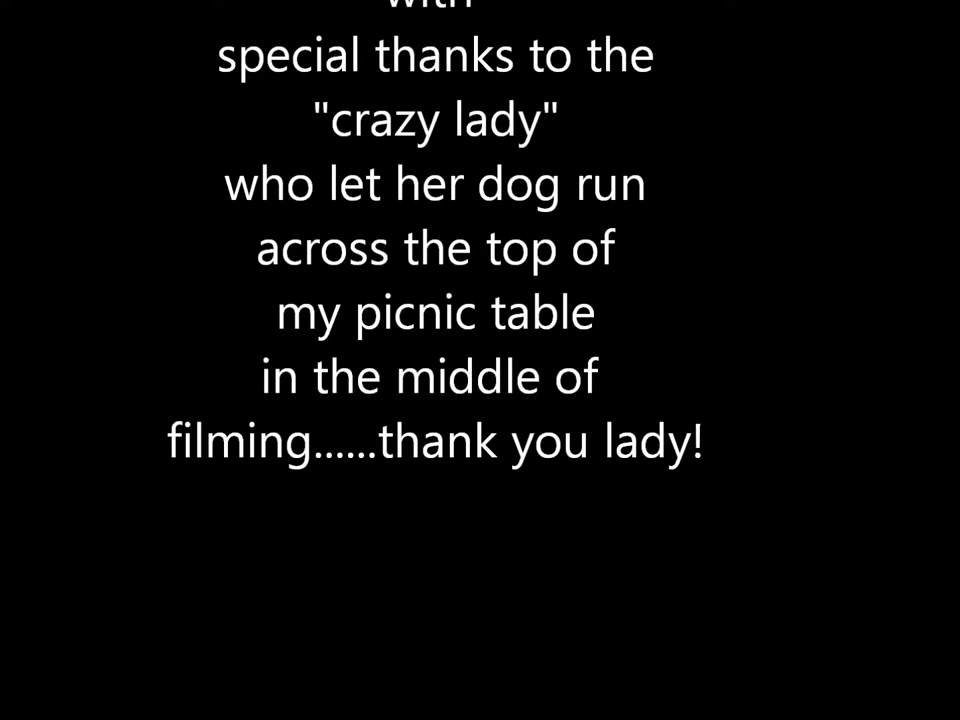 with
special thanks to the
"crazy lady"
who let her dog run
across the top of
my picnic table
in the middle of
filming......thank you lady!